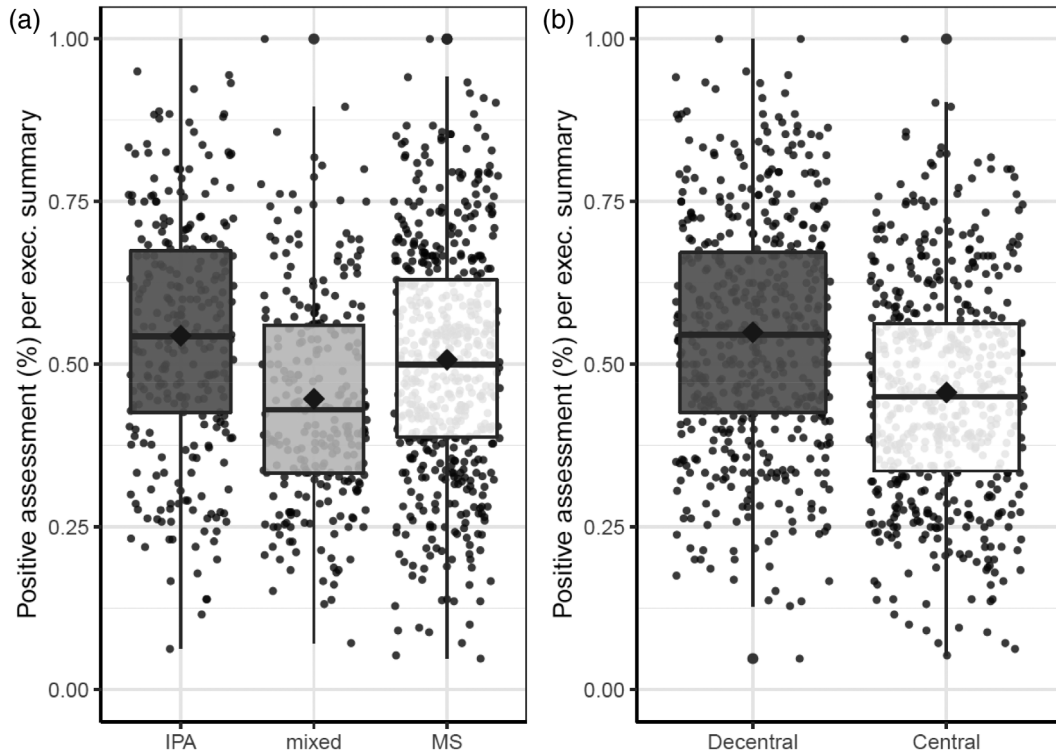 (a)
Positive assessment (%) per exec. summary
1.00
0.75
0.50
0.25
0.00
IPA
mixed
MS
(b)
Positive assessment (%) per exec. summary
1.00
0.75
0.50
0.25
0.00
Decentral
Central